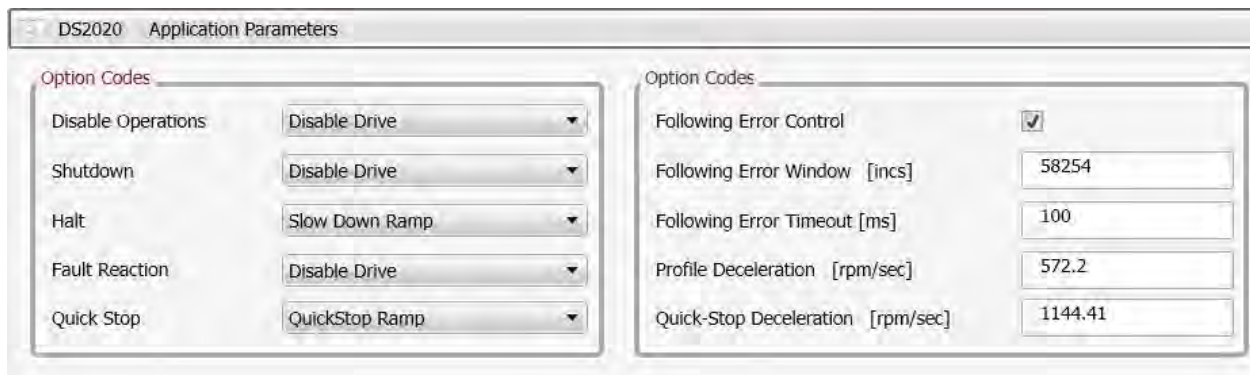 DS2020 Application Parameters
Option Codes
Disable Operations Disable Drive
Shutdown Disable Drive
Halt Slow Down Ramp
Fault Reaction Disable Drive
Quick Stop QuickStop Ramp
Option Codes
Following Error Control
Following Error Window [incs] 58254
Following Error Timeout [ms] 100
Profile Deceleration [rpm/sec] 572.2
Quick-Stop Deceleration [rpm/sec] 1144.41